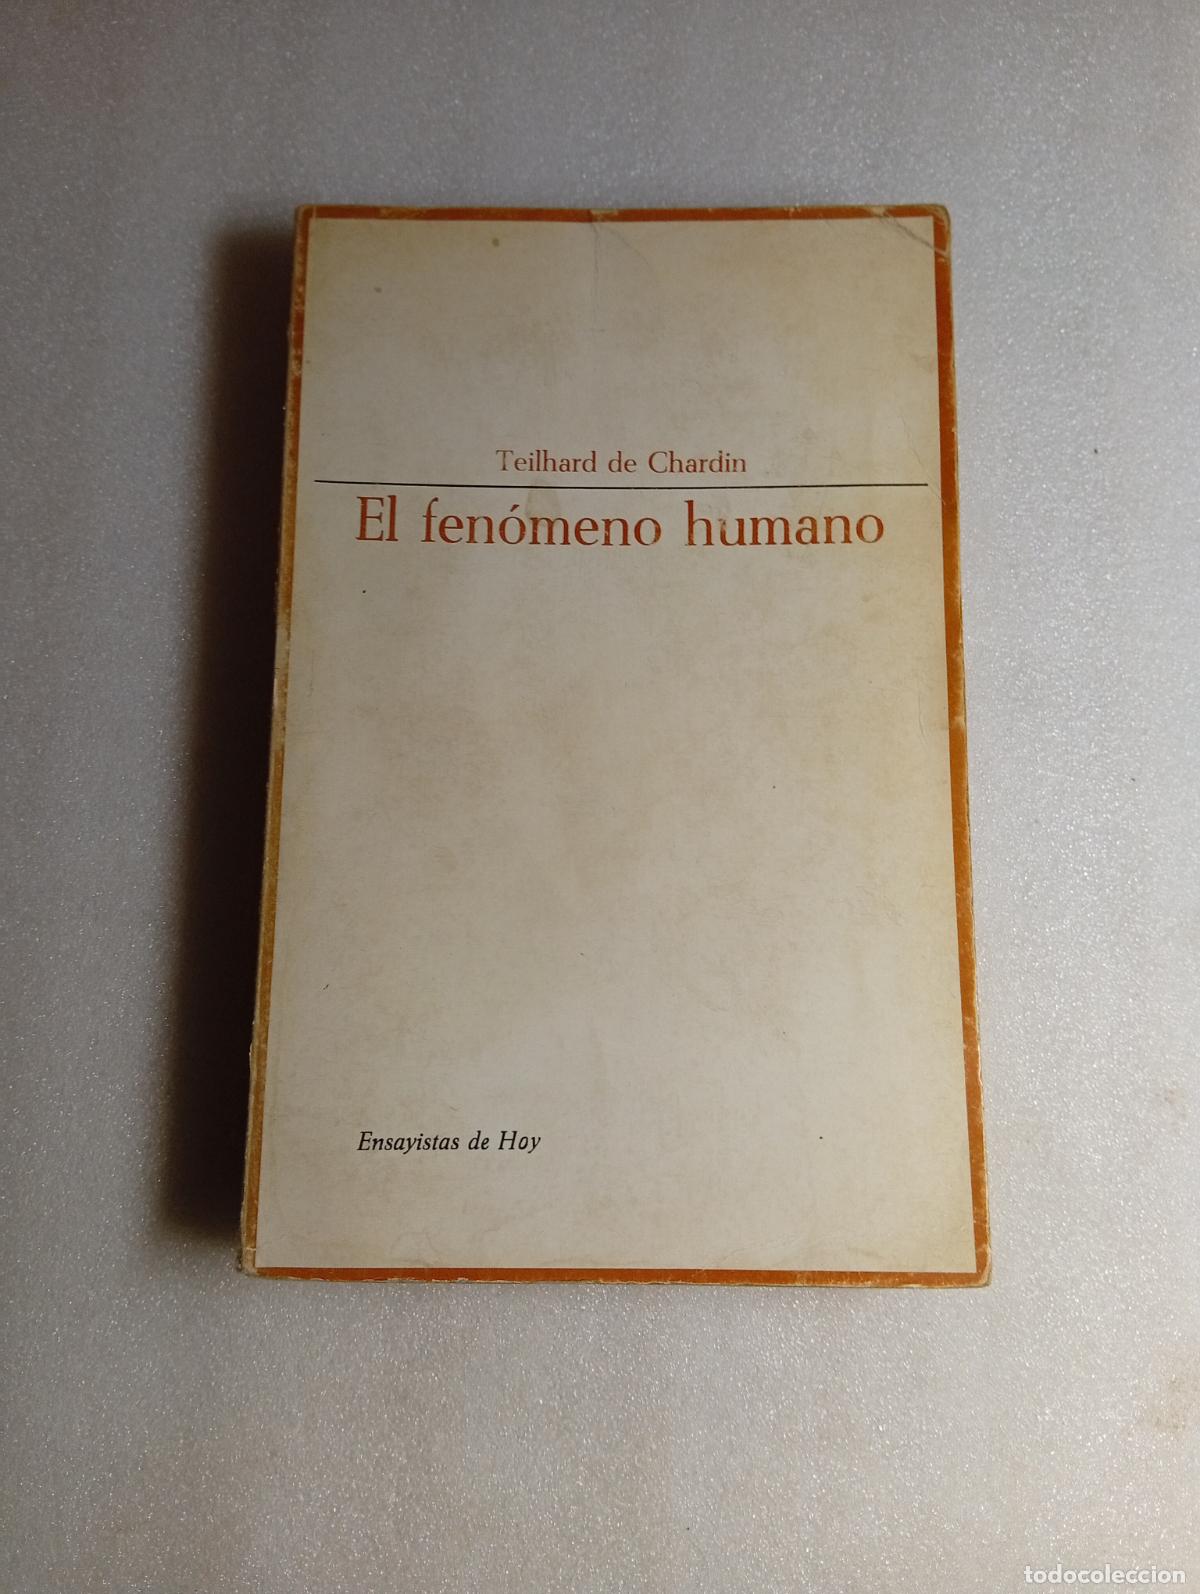 Teilhard de Chardin
El fenómeno humano
Ensayistas de Hoy
todocoleccion